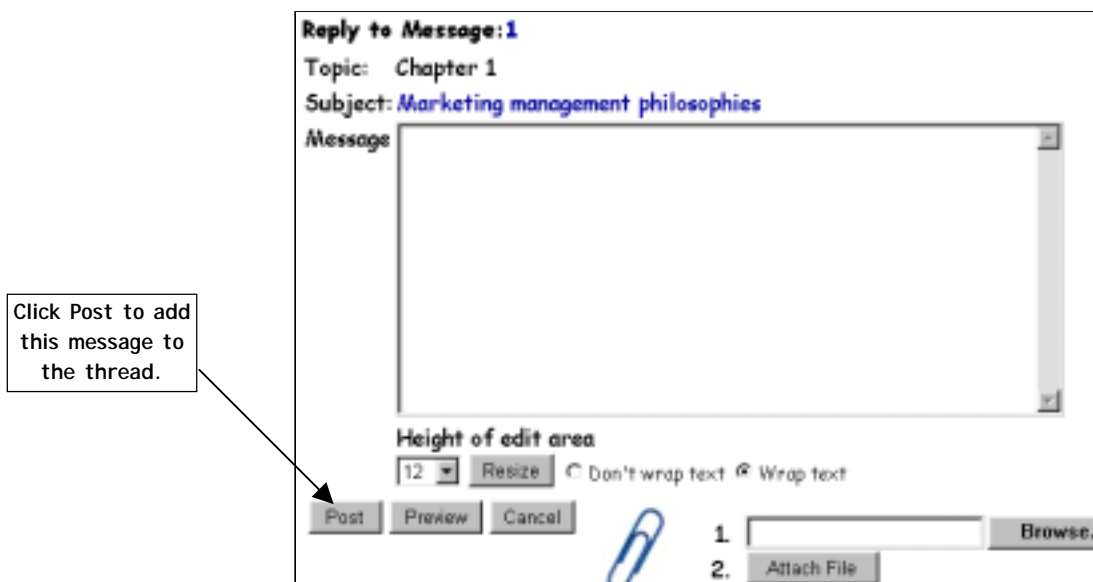 Reply to Message:1
Topic: Chapter 1
Subject: Marketing management philosophies
Message
Click Post to add
this message to
the thread.
Height of edit area
12 Resize Don't wrap text Wrap text
Post Preview Cancel
1. Browse.
2. Attach File